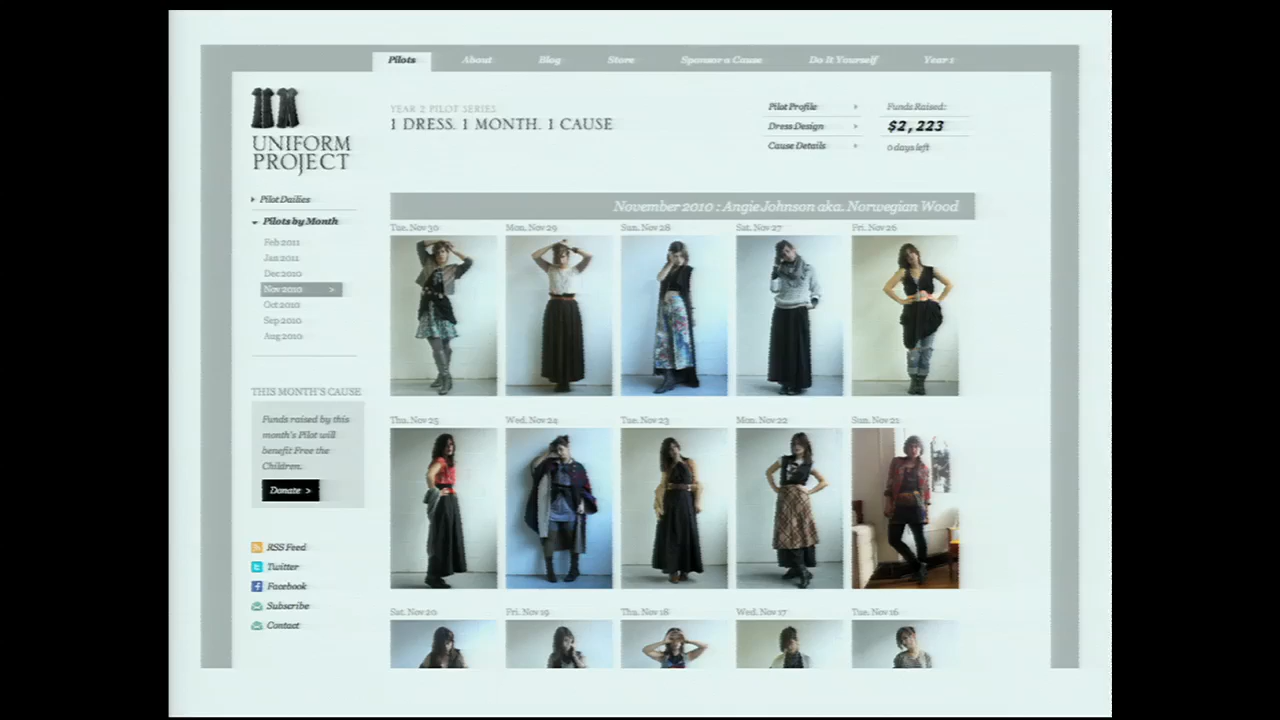 Pilots About Blog Store Sponsor a Cause Do It Yourself Year 1
UNIFORM
PROJECT
YEAR 2 PILOT SERIES
1 DRESS. 1 MONTH. 1 CAUSE
Pilot Profile
Dress Design
Cause Details
Funds Raised:
$2,223
0 days left
Pilot Dailies
Pilots by Month
Feb 2011
Jan 2011
Dec 2010
Nov 2010 >
Oct 2010
Sep 2010
Aug 2010
THIS MONTH'S CAUSE
Funds raised by this
month's Pilot will
benefit Free the
Children.
Donate >
RSS Feed
Twitter
Facebook
Subscribe
Contact
November 2010 : Angie Johnson aka. Norwegian Wood
Tue. Nov 30 Mon. Nov 29 Sun. Nov 28 Sat. Nov 27 Fri. Nov 26
Thu. Nov 25 Wed. Nov 24 Tue. Nov 23 Mon. Nov 22 Sun. Nov 21
Sat. Nov 20 Fri. Nov 19 Thu. Nov 18 Wed. Nov 17 Tue. Nov 16